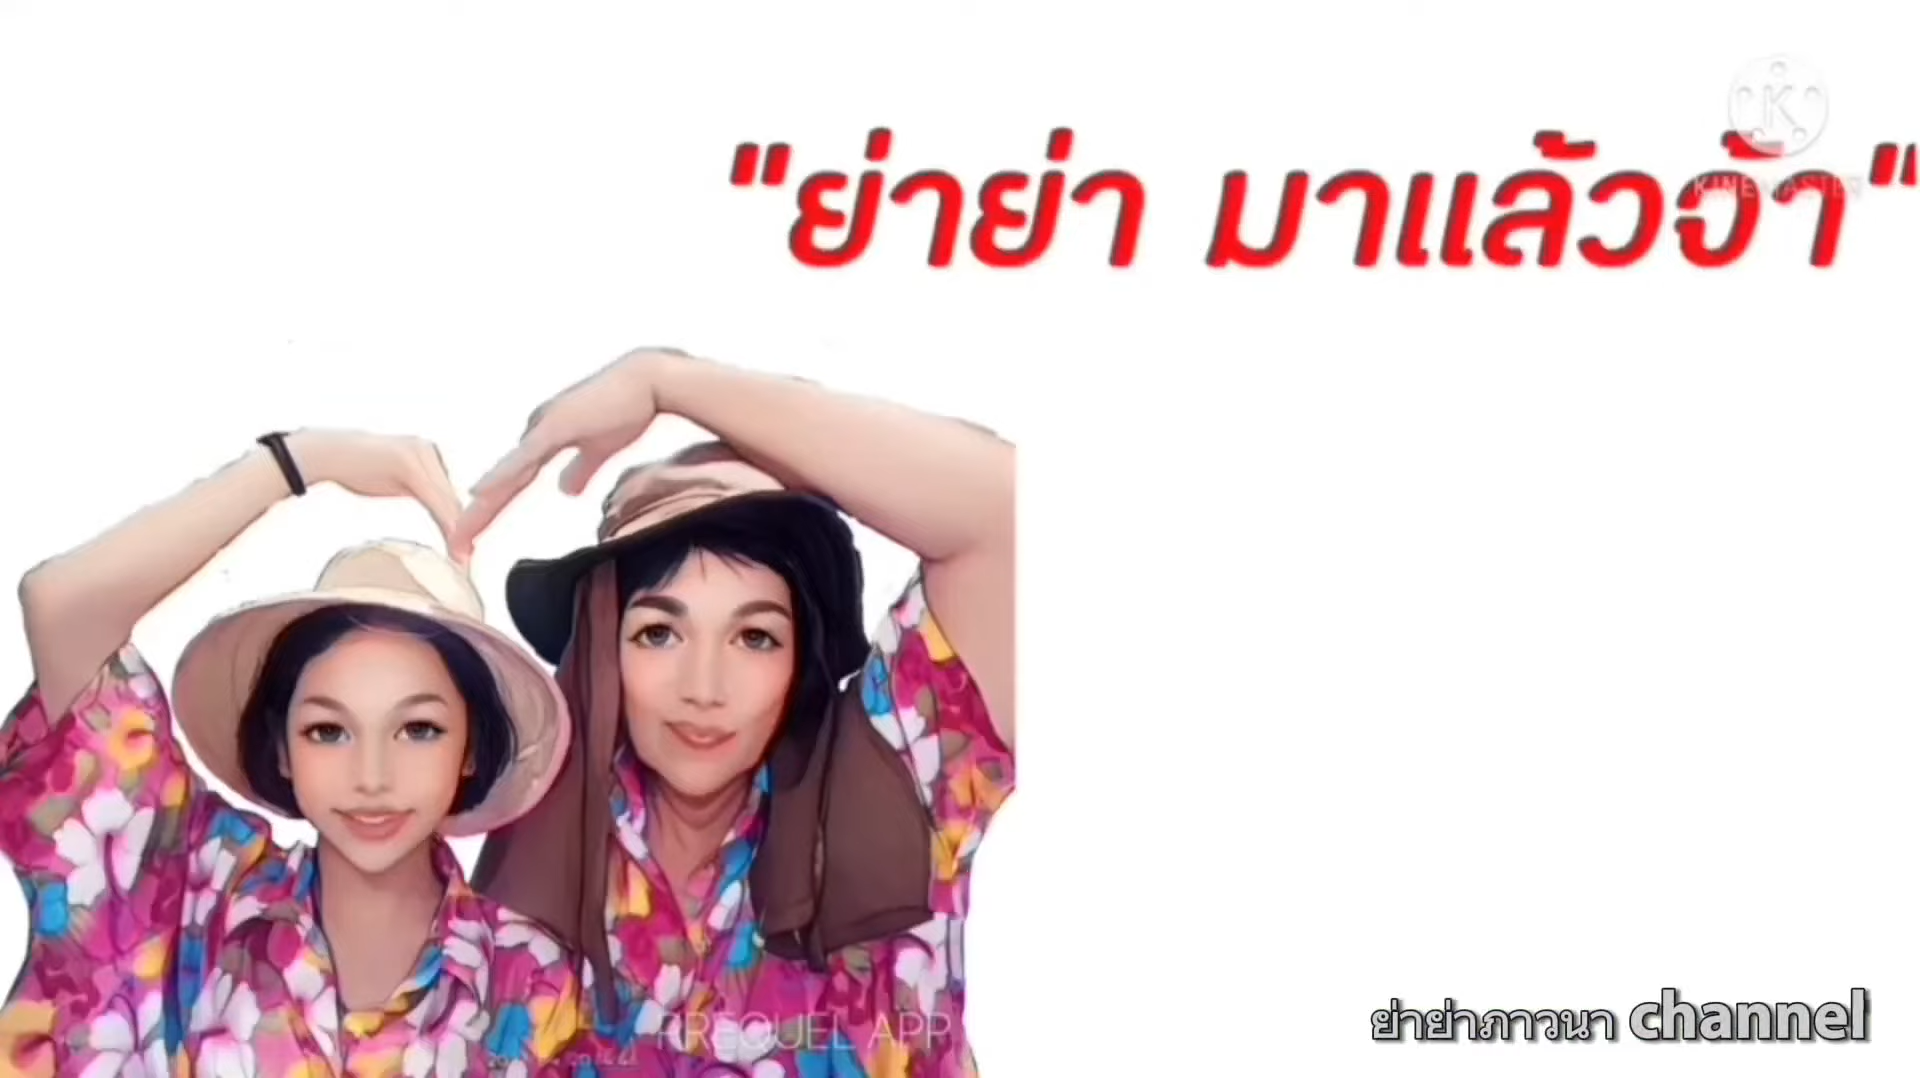 "ย่าย่า มาแล้วจ้า"
K
KINEMASTER
PREQUEL APP
ย่าย่าภาวนา channel